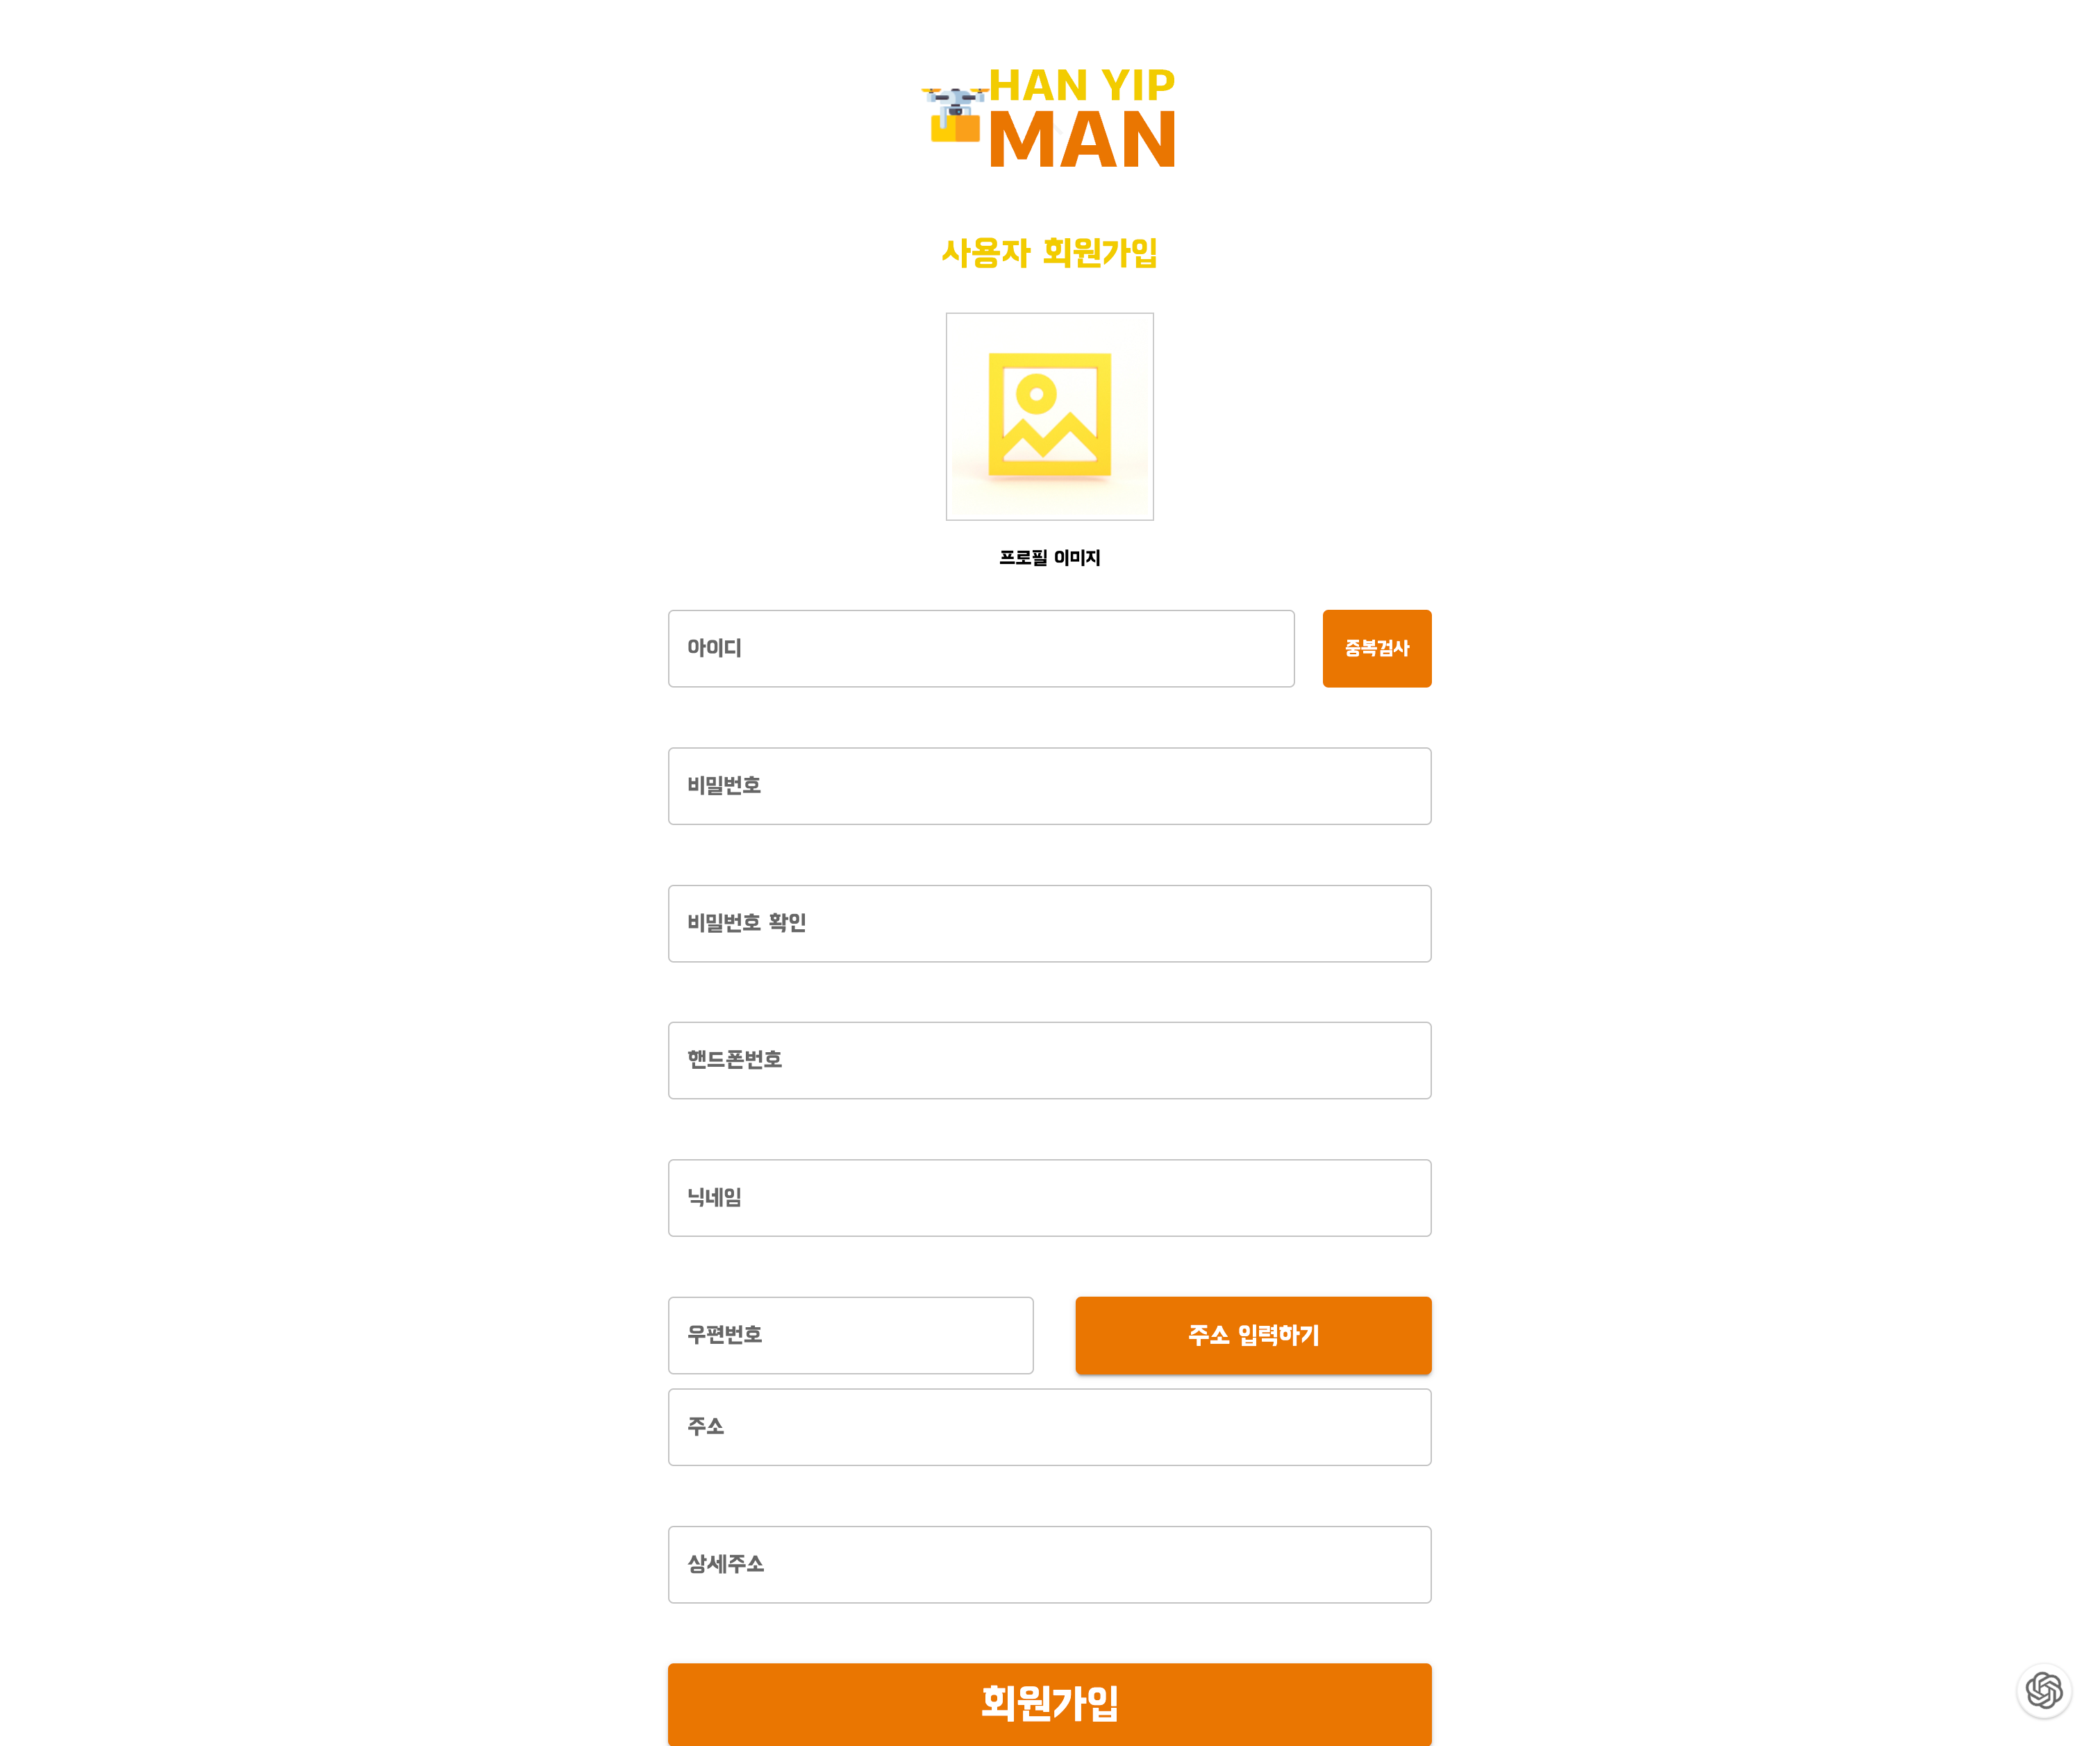 HAN YIP
MAN
사용자 회원가입
프로필 이미지
아이디
중복검사
비밀번호
비밀번호 확인
핸드폰번호
닉네임
우편번호
주소 입력하기
주소
상세주소
회원가입